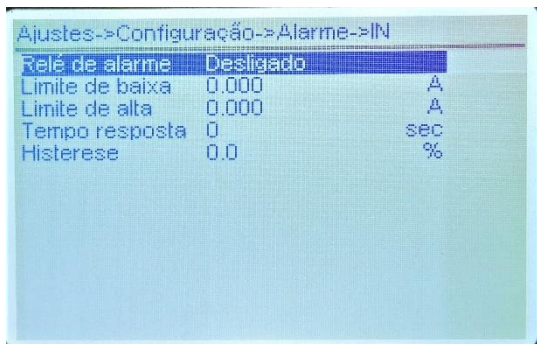 Ajustes->Configuração->Alarme->IN
Relé de alarme Desligado
Limite de baixa 0.000 A
Limite de alta 0.000 A
Tempo resposta 0 sec
Histerese 0.0 %